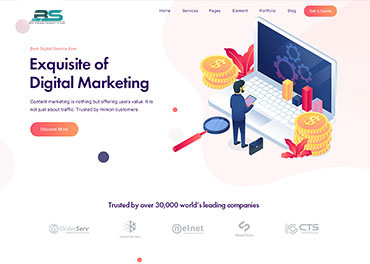 BS
Home Services Pages Element Portfolio Blog Get a Quote
Best Digital Service Ever
Exquisite of
Digital Marketing
Content marketing is nothing but offering users value. It is
not just about traffic. Trusted by million customers
Discover More
Trusted by over 30,000 world's leading companies
OrderServ nelnet CTS